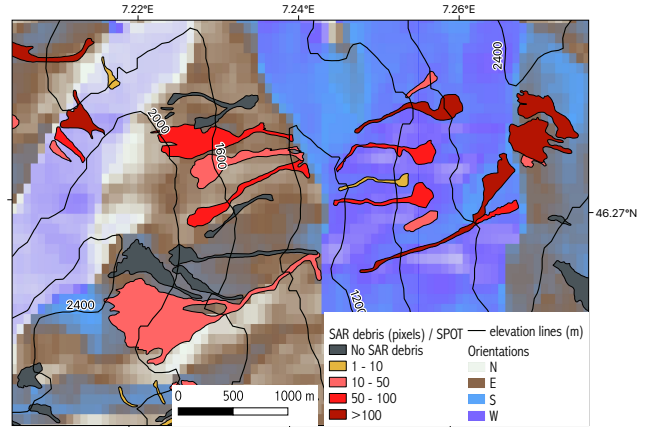 7.22°E 7.24°E 7.26°E
2400
2000
1600
46.27°N
2400
1200
SAR debris (pixels) / SPOT
No SAR debris
1 - 10
10 - 50
50 - 100
>100
elevation lines (m)
Orientations
N
E
S
W
0 500 1000 m